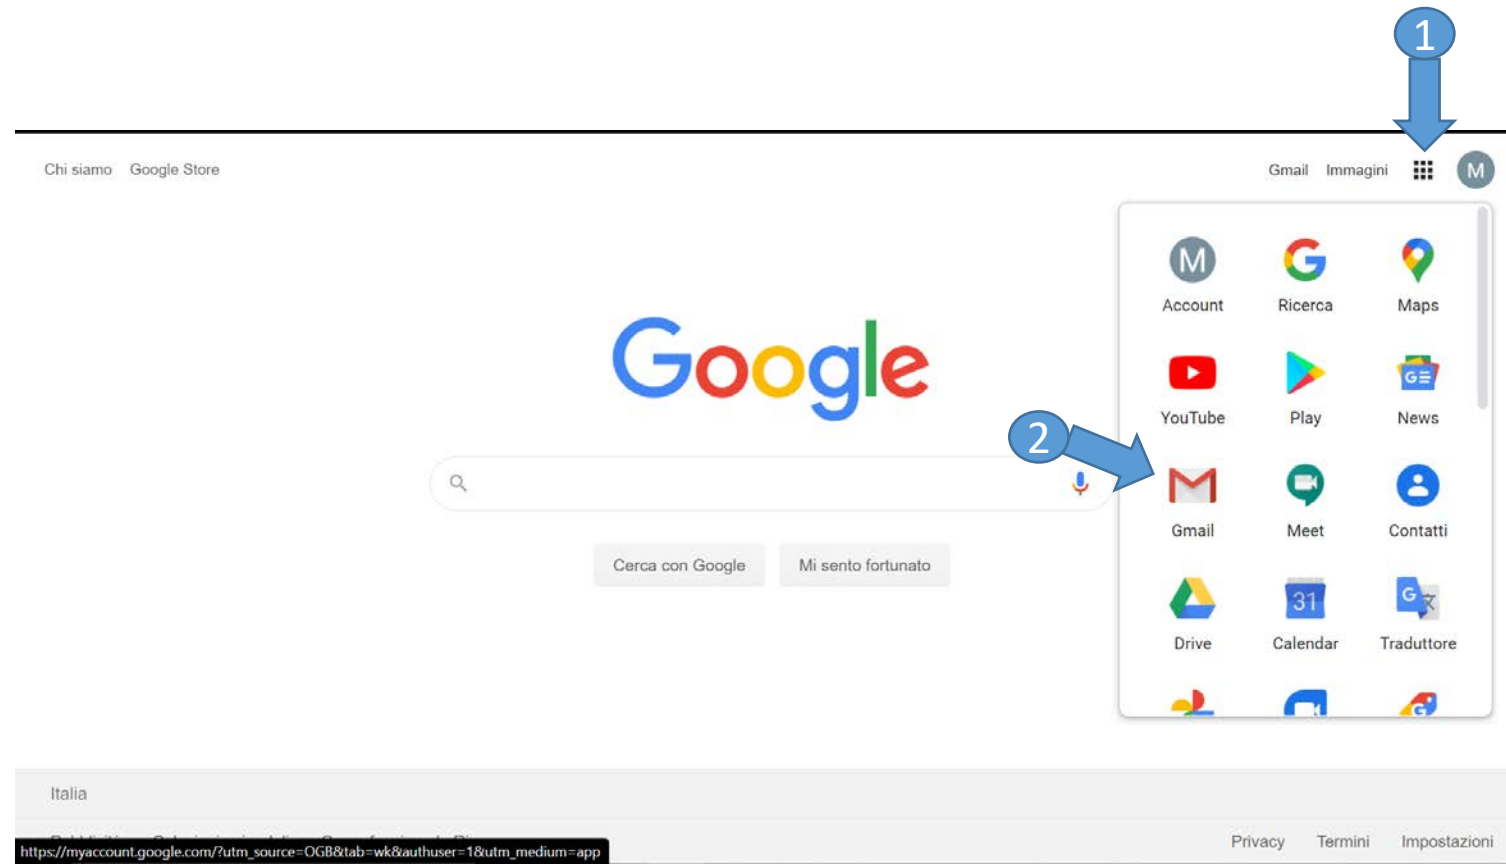 1
Chi siamo Google Store
Gmail Immagini
M
M
Account Ricerca Maps
Google
YouTube Play News
2
Gmail Meet Contatti
Cerca con Google Mi sento fortunato
31
Drive Calendar Traduttore
Italia
Privacy Termini Impostazioni
https://myaccount.google.com/?utm_source=OGB&tab=wk&authuser=1&utm_medium=app